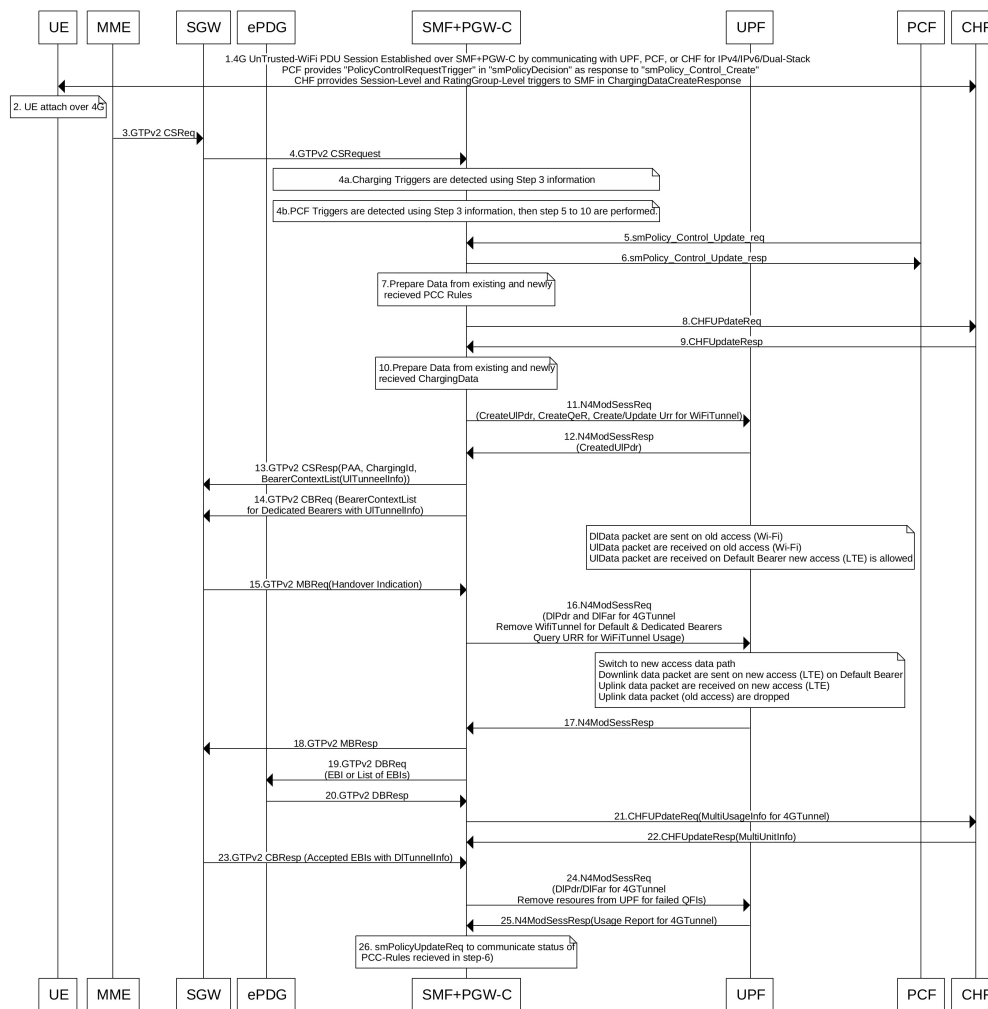 UE MME SGW ePDG SMF+PGW-C UPF PCF CHF
1.4G UnTrusted-WiFi PDU Session Established over SMF+PGW-C by communicating with UPF, PCF, or CHF for IPv4/IPv6/Dual-Stack
PCF provides "PolicyControlRequestTrigger" in "smPolicyDecision" as response to "smPolicy_Control_Create"
CHF prrovides Session-Level and RatingGroup-Level triggers to SMF in ChargingDataCreateResponse
2. UE attach over 4G
3.GTPv2 CSReq
4.GTPv2 CSRequest
4a.Charging Triggers are detected using Step 3 information
4b.PCF Triggers are detected using Step 3 information, then step 5 to 10 are performed.
5.smPolicy_Control_Update_req
6.smPolicy_Control_Update_resp
7.Prepare Data from existing and newly
recieved PCC Rules
8.CHFUPdateReq
9.CHFUpdateResp
10.Prepare Data from existing and newly
recieved ChargingData
11.N4ModSessReq
(CreateUlPdr, CreateQeR, Create/Update Urr for WiFiTunnel)
12.N4ModSessResp
(CreatedUlPdr)
13.GTPv2 CSResp(PAA, ChargingId,
BearerContextList(UlTunneelInfo))
14.GTPv2 CBReq (BearerContextList
for Dedicated Bearers with UlTunnelInfo)
DlData packet are sent on old access (Wi-Fi)
UlData packet are received on old access (Wi-Fi)
UlData packet are received on Default Bearer new access (LTE) is allowed
15.GTPv2 MBReq(Handover Indication)
16.N4ModSessReq
(DlPdr and DlFar for 4GTunnel
Remove WifiTunnel for Default & Dedicated Bearers
Query URR for WiFiTunnel Usage)
Switch to new access data path
Downlink data packet are sent on new access (LTE) on Default Bearer
Uplink data packet are received on new access (LTE)
Uplink data packet (old access) are dropped
17.N4ModSessResp
18.GTPv2 MBResp
19.GTPv2 DBReq
(EBI or List of EBIs)
20.GTPv2 DBResp
21.CHFUPdateReq(MultiUsageInfo for 4GTunnel)
22.CHFUpdateResp(MultiUnitInfo)
23.GTPv2 CBResp (Accepted EBIs with DlTunnelInfo)
24.N4ModSessReq
(DlPdr/DlFar for 4GTunnel
Remove resoures from UPF for failed QFIs)
25.N4ModSessResp(Usage Report for 4GTunnel)
26. smPolicyUpdateReq to communicate status of
PCC-Rules recieved in step-6)
UE MME SGW ePDG SMF+PGW-C UPF PCF CHF